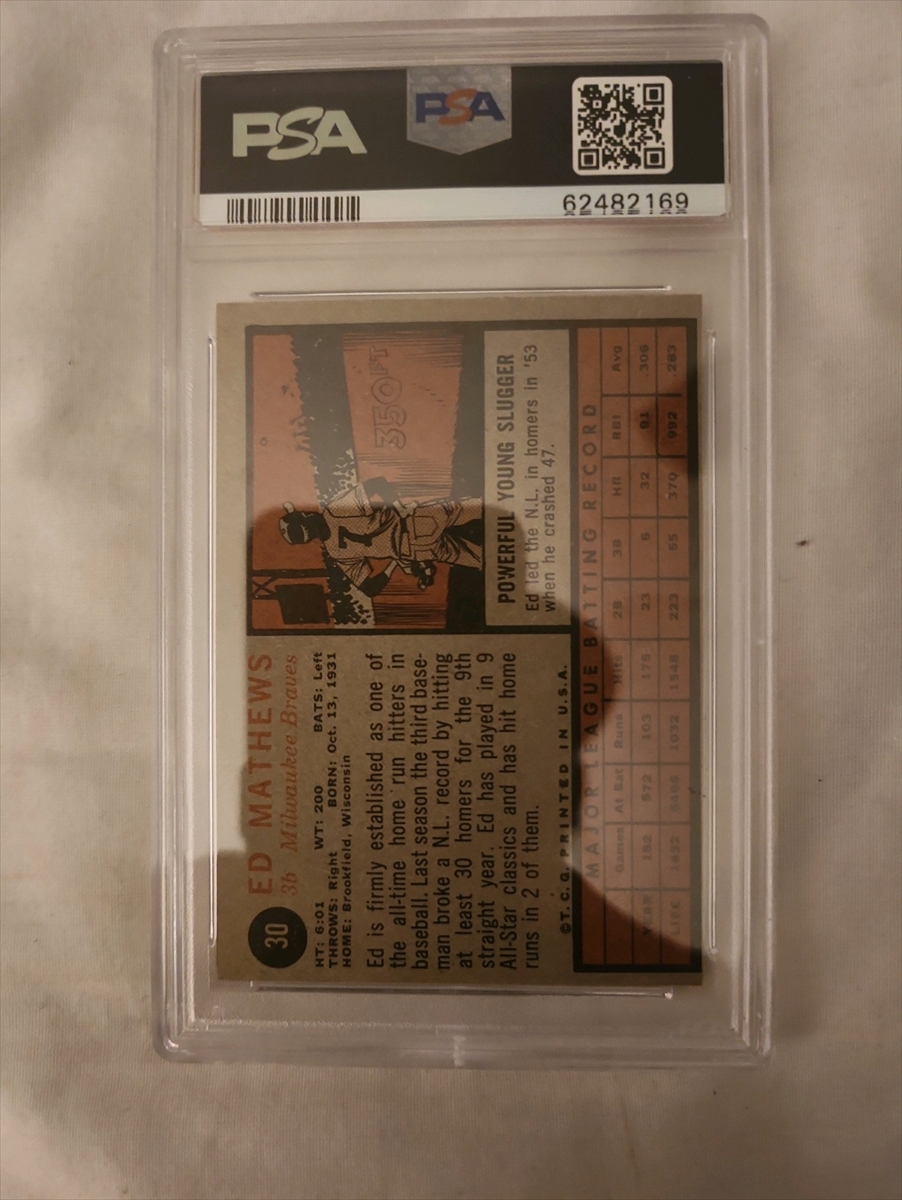 PSA
PSA
62482169
30
ED MATHEWS
3b Milwaukee Braves
HT: 6:01 WT: 200 BATS: Left
THROWS: Right BORN: Oct. 13, 1931
HOME: Brookfield, Wisconsin
Ed is firmly established as one of
the all-time home run hitters in
baseball. Last season the third base-
man broke a N.L. record by hitting
at least 30 homers for the 9th
straight year. Ed has played in 9
All-Star classics and has hit home
runs in 2 of them.
©T. C. G. PRINTED IN U.S.A.
350FT
7
POWERFUL YOUNG SLUGGER
Ed led the N.L. in homers in '53
when he crashed 47.
MAJOR LEAGUE BATTING RECORD
Games At Bat Runs Hits 2B 3B HR RBI Avg
YEAR 152 572 103 175 23 6 32 91 .306
LIFE 1032 1548 223 55 370 992 .283